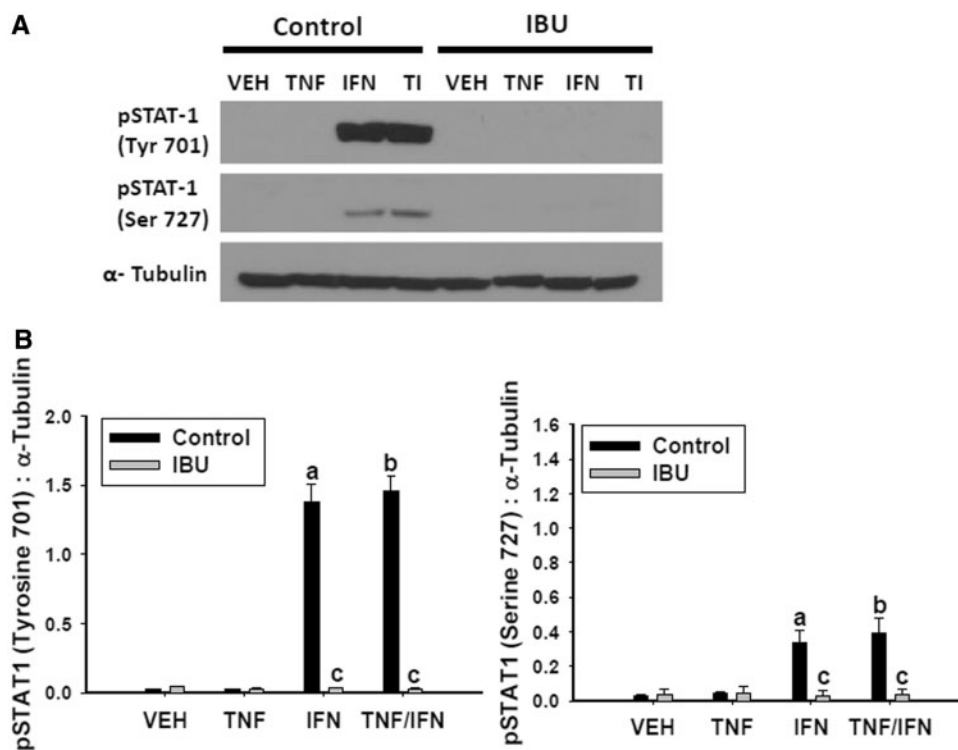 A
Control IBU
VEH TNF IFN TI VEH TNF IFN TI
pSTAT-1
(Tyr 701)
pSTAT-1
(Ser 727)
α- Tubulin
B
pSTAT1 (Tyrosine 701) : α-Tubulin
2.0
1.5
1.0
0.5
0.0
Control
IBU
a
b
c
c
VEH TNF IFN TNF/IFN
pSTAT1 (Serine 727) : α-Tubulin
1.6
1.4
1.2
1.0
0.8
0.6
0.4
0.2
0.0
Control
IBU
a
b
c
c
VEH TNF IFN TNF/IFN